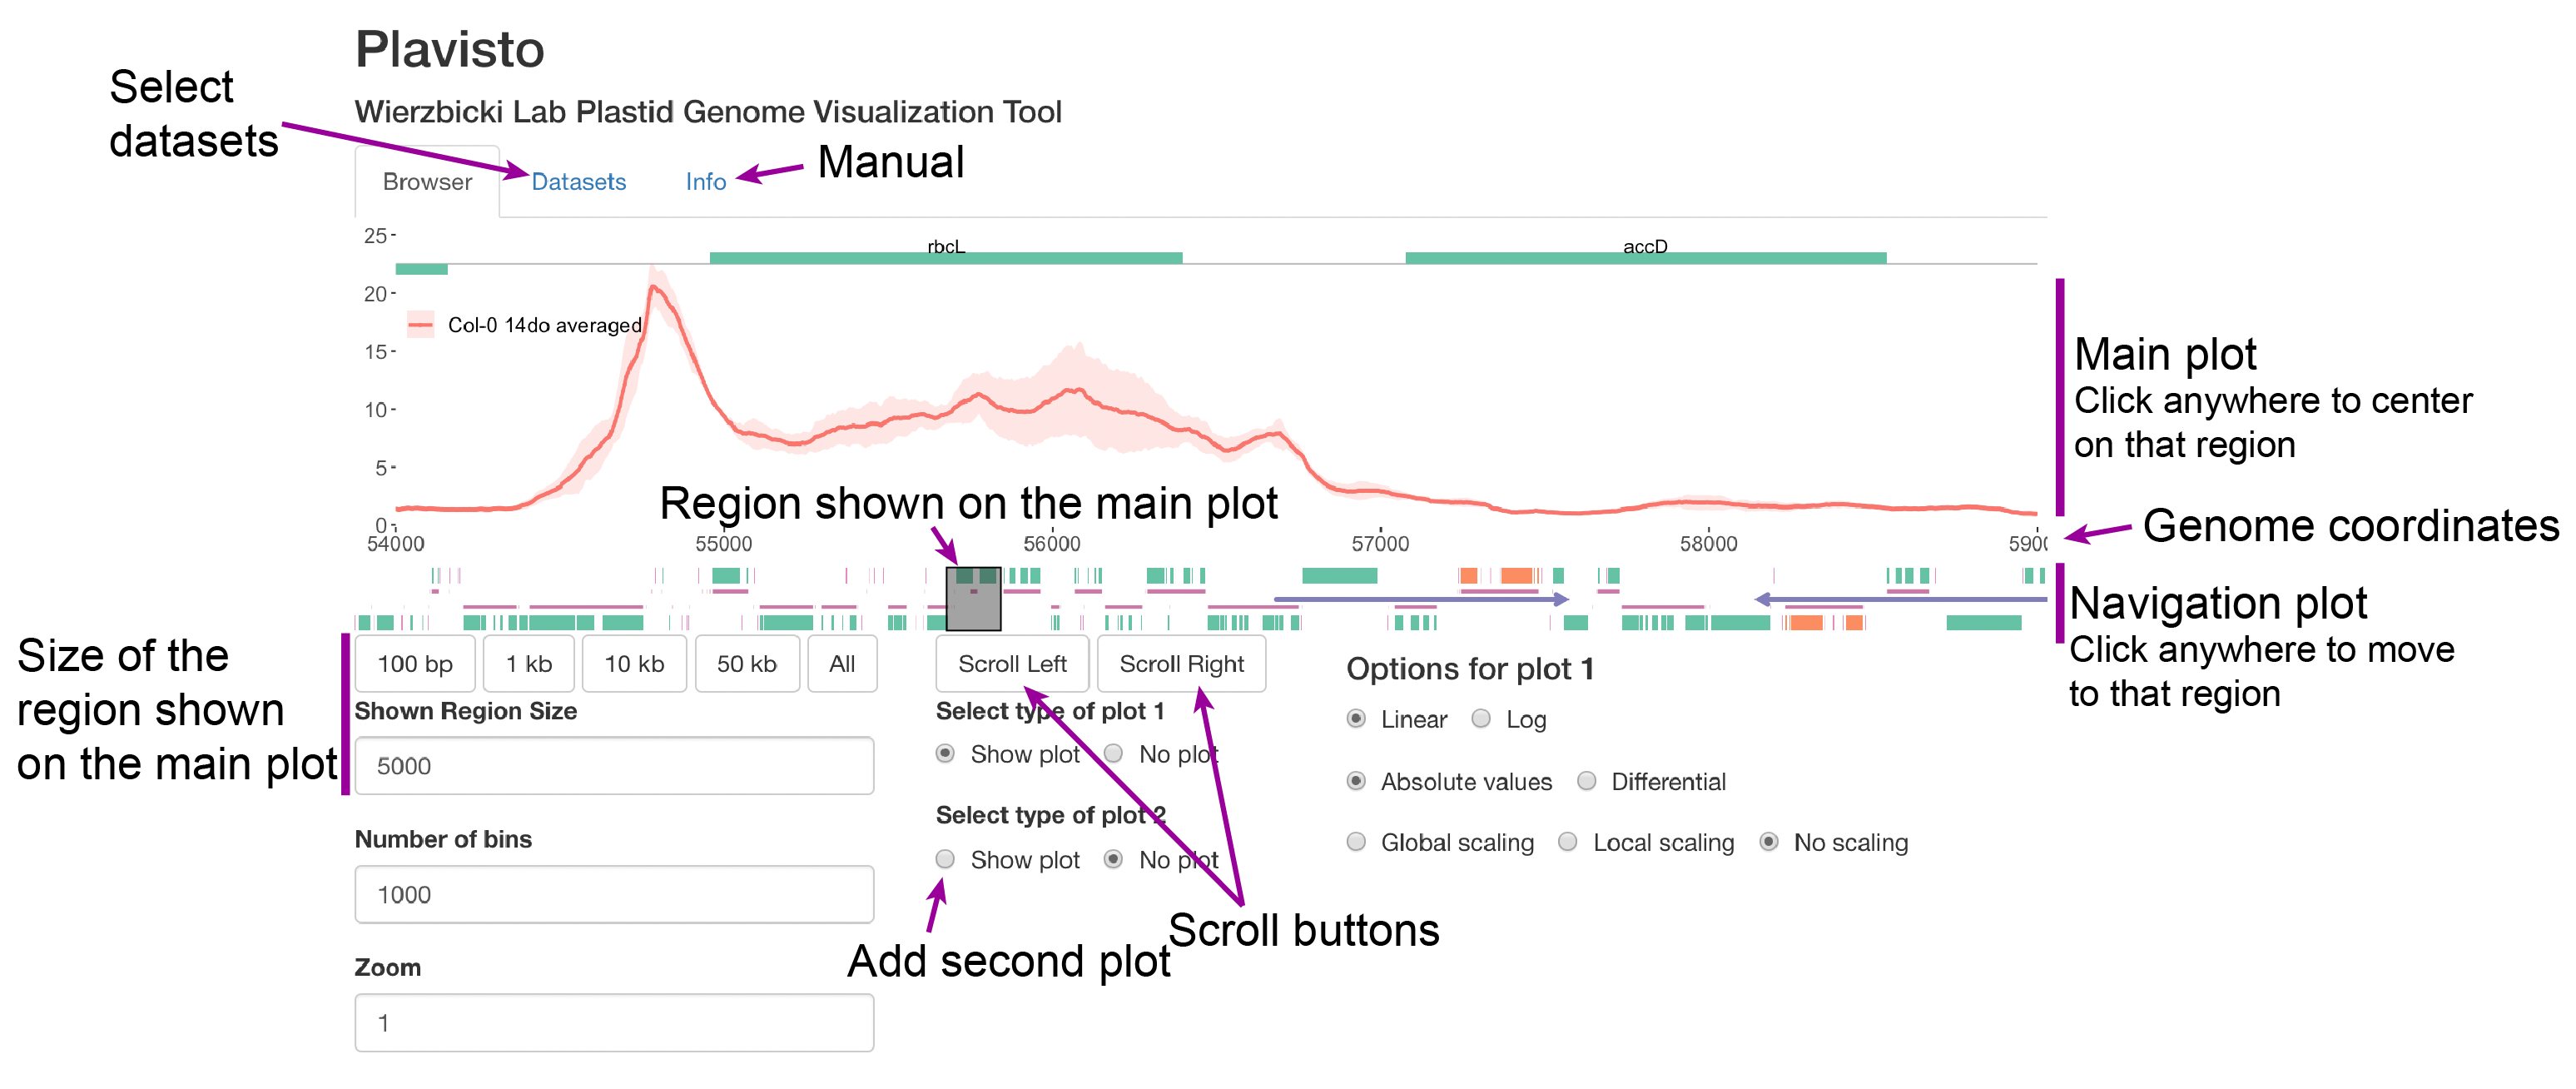 Plavisto
Select
datasets
Wierzbicki Lab Plastid Genome Visualization Tool
Browser
Datasets
Info
Manual
25
20
15
10
5
0
rbcL
accD
Col-0 14do averaged
Region shown on the main plot
54000
55000
56000
57000
58000
5900
Main plot
Click anywhere to center
on that region
Genome coordinates
Navigation plot
Click anywhere to move
to that region
Size of the
region shown
on the main plot
100 bp
1 kb
10 kb
50 kb
All
Scroll Left
Scroll Right
Shown Region Size
5000
Number of bins
1000
Zoom
1
Select type of plot 1
Show plot
No plot
Select type of plot 2
Show plot
No plot
Add second plot
Scroll buttons
Options for plot 1
Linear
Log
Absolute values
Differential
Global scaling
Local scaling
No scaling